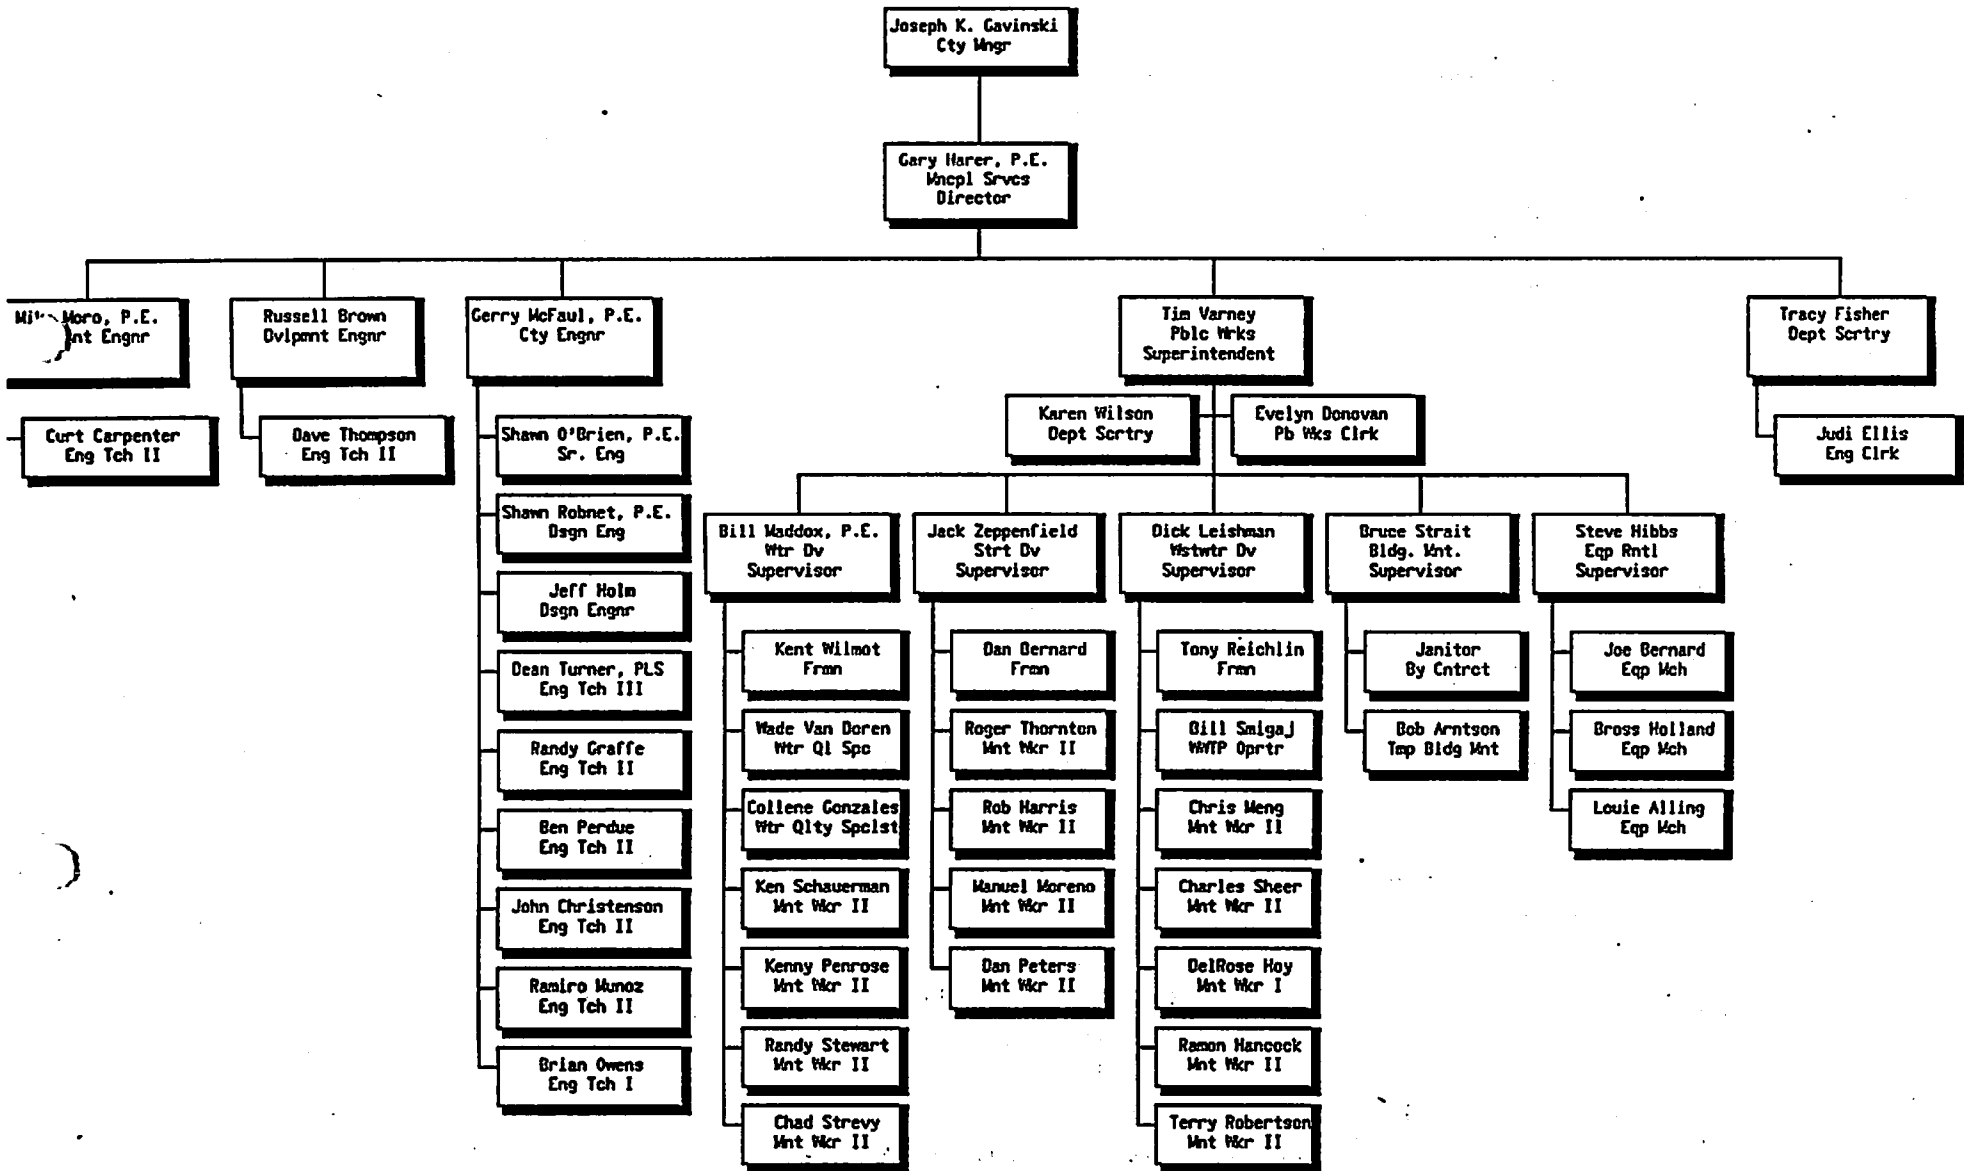 Joseph K. Gavinski
Cty Mngr
Gary Harer, P.E.
Mncpl Srvcs
Director
Moro, P.E.
Engnr
Russell Brown
Dvlpmnt Engnr
Gerry McFaul, P.E.
Cty Engnr
Tim Varney
Pblc Wrks
Superintendent
Tracy Fisher
Dept Scrtry
Curt Carpenter
Eng Tch II
Dave Thompson
Eng Tch II
Karen Wilson
Dept Scrtry
Evelyn Donovan
Pb Wks Clrk
Judi Ellis
Eng Clrk
Shawn O'Brien, P.E.
Sr. Eng
Shawn Robnet, P.E.
Dsgn Eng
Jeff Holm
Dsgn Engnr
Dean Turner, PLS
Eng Tch III
Randy Graffe
Eng Tch II
Ben Perdue
Eng Tch II
John Christenson
Eng Tch II
Ramiro Munoz
Eng Tch II
Brian Owens
Eng Tch I
Bill Maddox, P.E.
Wtr Dv
Supervisor
Kent Wilmot
Frmn
Wade Van Doren
Wtr Ql Spc
Collene Gonzales
Wtr Qlty Spclst
Ken Schauerman
Mnt Wkr II
Kenny Penrose
Mnt Wkr II
Randy Stewart
Mnt Wkr II
Chad Strevy
Mnt Wkr II
Jack Zeppenfield
Strt Dv
Supervisor
Dan Bernard
Frmn
Roger Thornton
Mnt Wkr II
Rob Harris
Mnt Wkr II
Manuel Moreno
Mnt Wkr II
Dan Peters
Mnt Wkr II
Dick Leishman
Wstwtr Dv
Supervisor
Tony Reichlin
Frmn
Bill Smigaj
WWTP Oprtr
Chris Meng
Mnt Wkr II
Charles Sheer
Mnt Wkr II
DelRose Hoy
Mnt Wkr I
Ramon Hancock
Mnt Wkr II
Terry Robertson
Mnt Wkr II
Bruce Strait
Bldg. Mnt.
Supervisor
Janitor
By Cntrct
Bob Arntson
Tmp Bldg Mnt
Steve Hibbs
Eqp Rntl
Supervisor
Joe Bernard
Eqp Mch
Bross Holland
Eqp Mch
Louie Alling
Eqp Mch